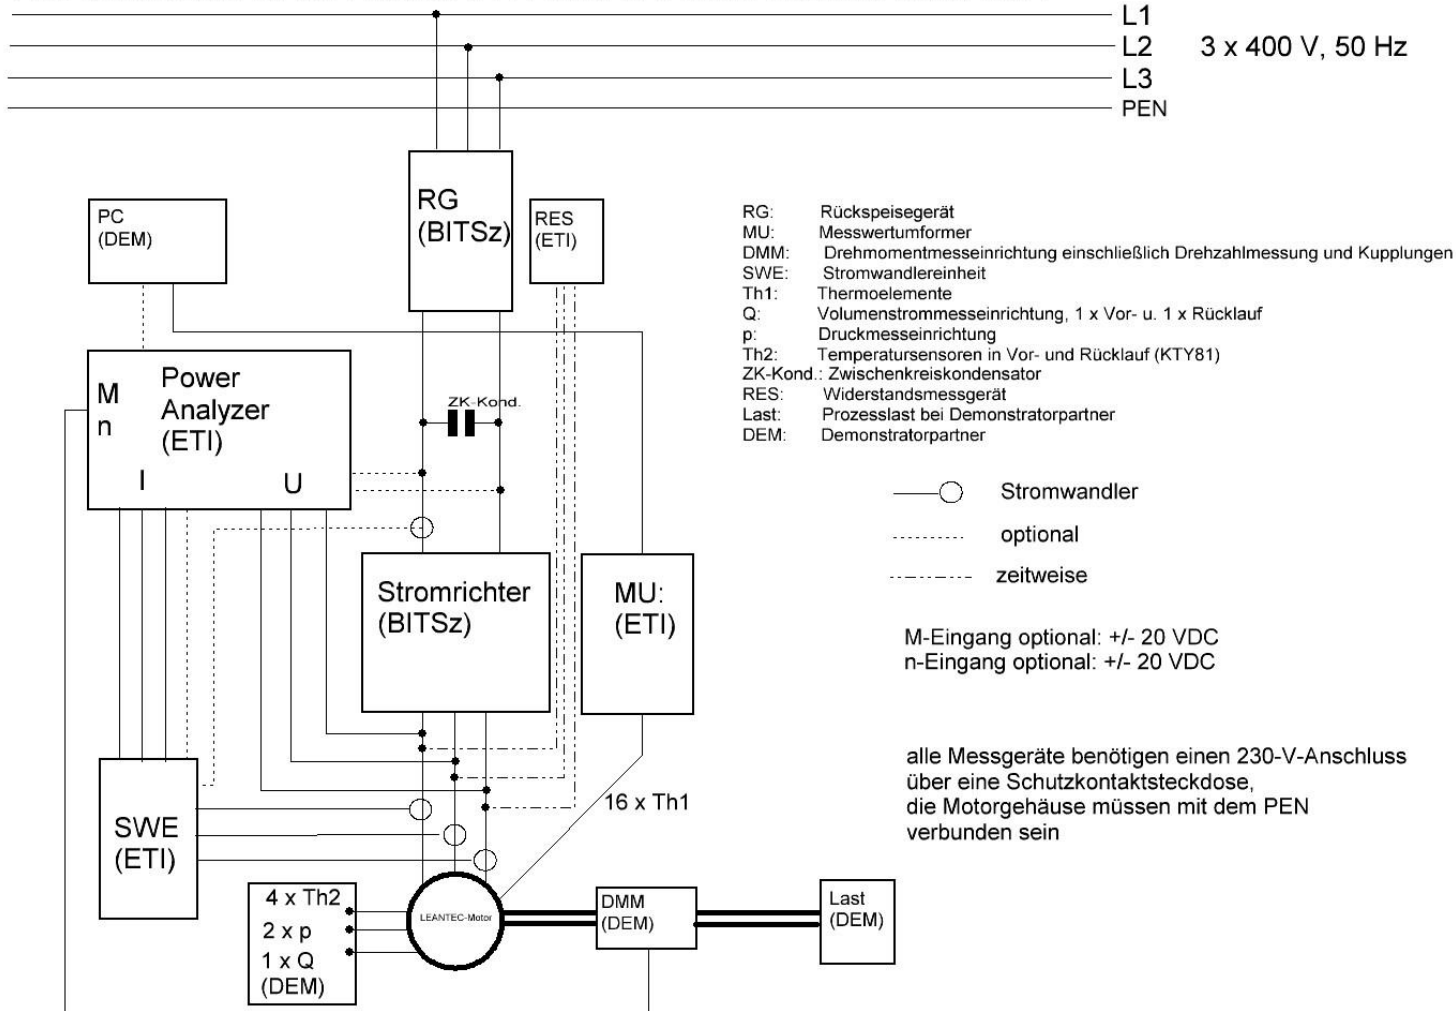 L1
L2 3 x 400 V, 50 Hz
L3
PEN
RG
(BITSz)
PC
(DEM)
RES
(ETI)
RG: Rückspeisegerät
MU: Messwertumformer
DMM: Drehmomentmesseinrichtung einschließlich Drehzahlmessung und Kupplungen
SWE: Stromwandlereinheit
Th1: Thermoelemente
Q: Volumenstrommesseinrichtung, 1 x Vor- u. 1 x Rücklauf
p: Druckmesseinrichtung
Th2: Temperatursensoren in Vor- und Rücklauf (KTY81)
ZK-Kond.: Zwischenkreiskondensator
RES: Widerstandsmessgerät
Last: Prozesslast bei Demonstratorpartner
DEM: Demonstratorpartner
M
n
Power
Analyzer
(ETI)
I
U
ZK-Kond.
Stromwandler
optional
zeitweise
Stromrichter
(BITSz)
MU:
(ETI)
M-Eingang optional: +/- 20 VDC
n-Eingang optional: +/- 20 VDC
alle Messgeräte benötigen einen 230-V-Anschluss
über eine Schutzkontaktsteckdose,
die Motorgehäuse müssen mit dem PEN
verbunden sein
16 x Th1
SWE
(ETI)
4 x Th2
2 x p
1 x Q
(DEM)
LEANTEC-Motor
DMM
(DEM)
Last
(DEM)